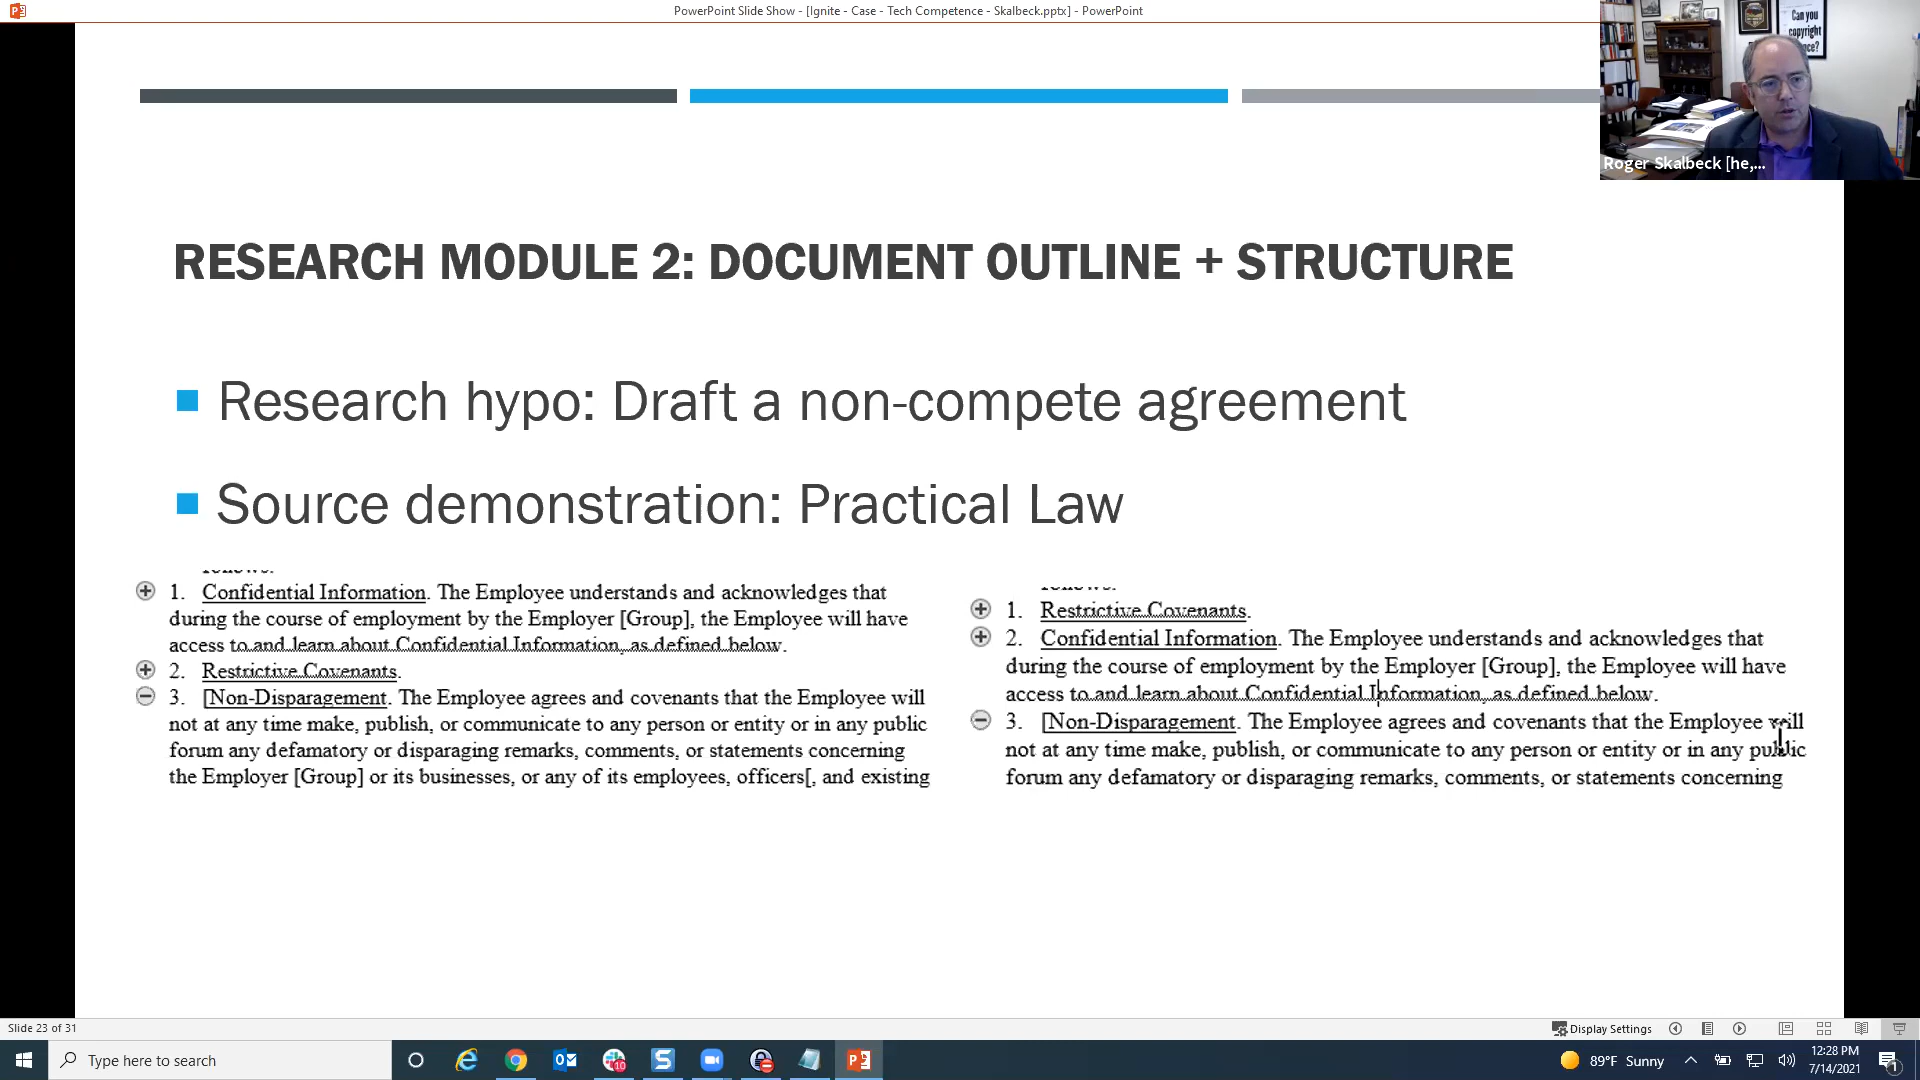 PowerPoint Slide Show - [Ignite - Case - Tech Competence - Skalbeck.pptx] - PowerPoint
Can you
copyright
Roger Skalbeck [he,...
RESEARCH MODULE 2: DOCUMENT OUTLINE + STRUCTURE
Research hypo: Draft a non-compete agreement
Source demonstration: Practical Law
follows:
1. Confidential Information. The Employee understands and acknowledges that
during the course of employment by the Employer [Group], the Employee will have
access to and learn about Confidential Information, as defined below.
2. Restrictive Covenants.
3. [Non-Disparagement. The Employee agrees and covenants that the Employee will
not at any time make, publish, or communicate to any person or entity or in any public
forum any defamatory or disparaging remarks, comments, or statements concerning
the Employer [Group] or its businesses, or any of its employees, officers[, and existing
follows:
1. Restrictive Covenants.
2. Confidential Information. The Employee understands and acknowledges that
during the course of employment by the Employer [Group], the Employee will have
access to and learn about Confidential Information, as defined below.
3. [Non-Disparagement. The Employee agrees and covenants that the Employee will
not at any time make, publish, or communicate to any person or entity or in any public
forum any defamatory or disparaging remarks, comments, or statements concerning
Slide 23 of 31
Display Settings
Type here to search
10
89°F Sunny
12:28 PM
7/14/2021
1